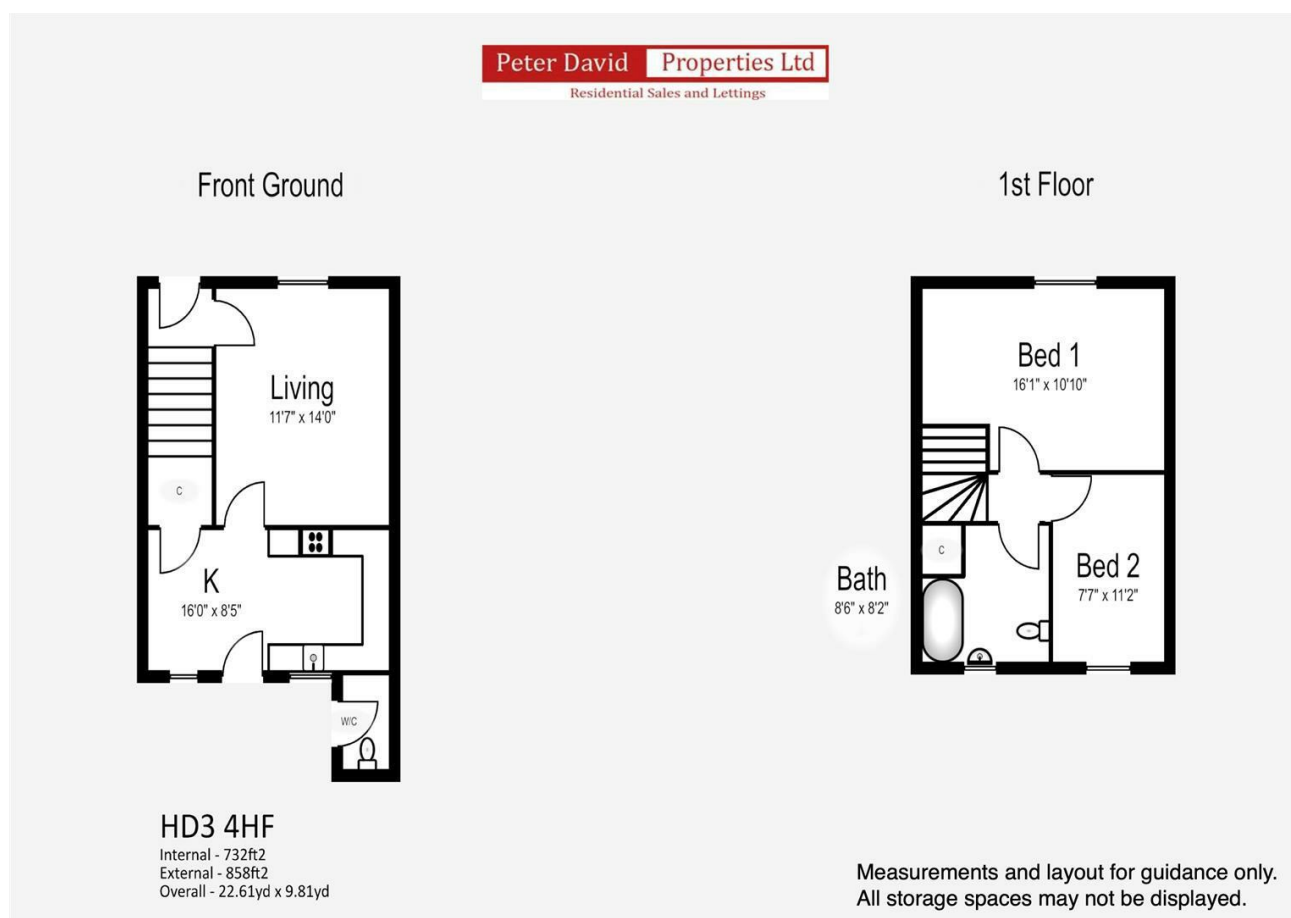 Peter David Properties Ltd
Residential Sales and Lettings
Front Ground
1st Floor
Living
11'7" x 14'0"
C
K
16'0" x 8'5"
W/C
Bed 1
16'1" x 10'10"
C
Bath
8'6" x 8'2"
Bed 2
7'7" x 11'2"
HD3 4HF
Internal - 732ft2
External - 858ft2
Overall - 22.61yd x 9.81yd
Measurements and layout for guidance only.
All storage spaces may not be displayed.